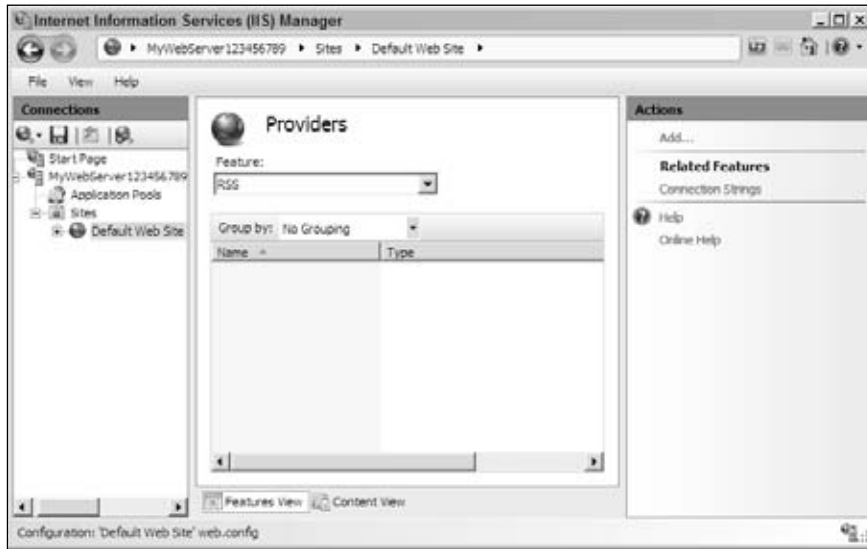 Internet Information Services (IIS) Manager
MyWebServer123456789 Sites Default Web Site
File View Help
Connections
Start Page
MyWebServer123456789
Application Pools
Sites
Default Web Site
Providers
Feature:
RSS
Group by: No Grouping
Name Type
Features View Content View
Actions
Add...
Related Features
Connection Strings
Help
Online Help
Configuration: 'Default Web Site' web.config